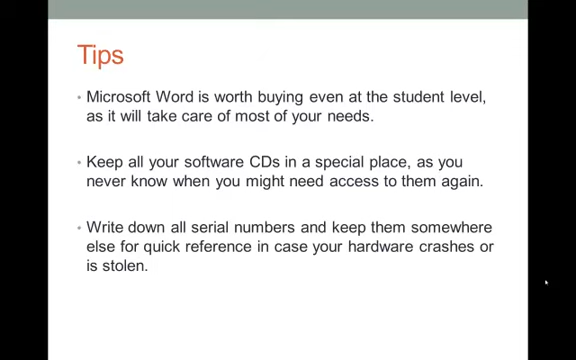 Tips
• Microsoft Word is worth buying even at the student level,
as it will take care of most of your needs.
• Keep all your software CDs in a special place, as you
never know when you might need access to them again.
• Write down all serial numbers and keep them somewhere
else for quick reference in case your hardware crashes or
is stolen.